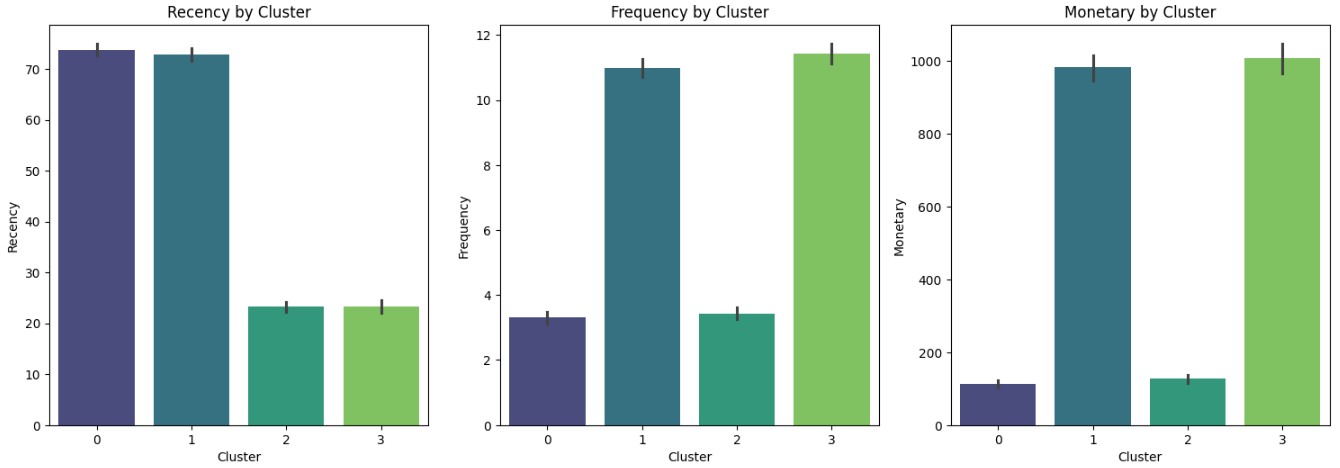 Recency by Cluster
Recency
70
60
50
40
30
20
10
0
0 1 2 3
Cluster
Frequency by Cluster
Frequency
12
10
8
6
4
2
0
0 1 2 3
Cluster
Monetary by Cluster
Monetary
1000
800
600
400
200
0
0 1 2 3
Cluster